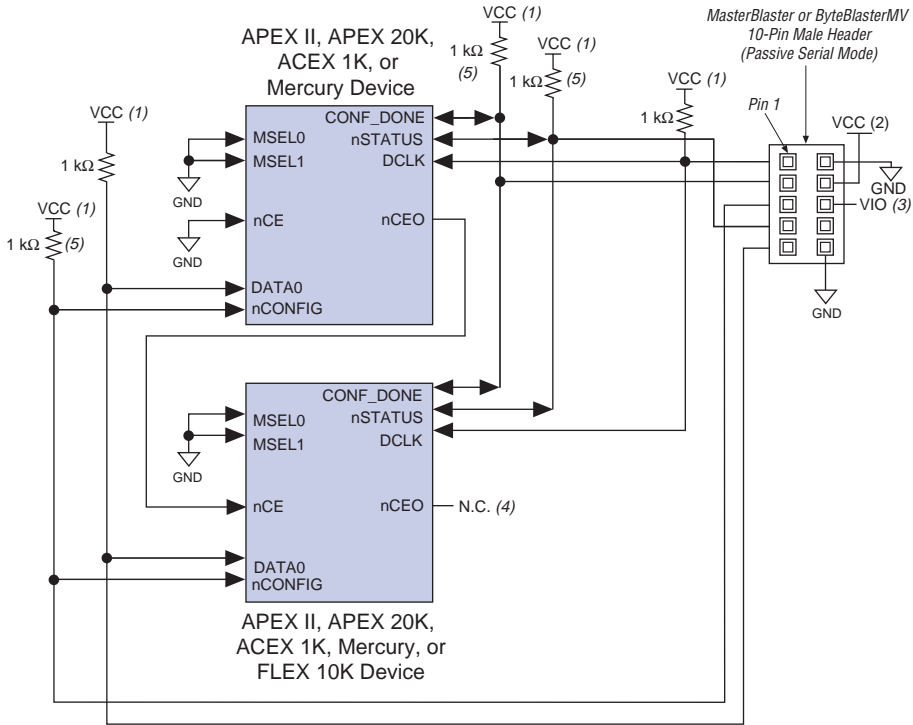 VCC (1)
MasterBlaster or ByteBlasterMV
10-Pin Male Header
(Passive Serial Mode)
APEX II, APEX 20K,
ACEX 1K, or
Mercury Device
1 kΩ
(5)
VCC (1)
1 kΩ
(5)
VCC (1)
1 kΩ
Pin 1
VCC (2)
VCC (1)
1 kΩ
VCC (1)
1 kΩ
(5)
CONF_DONE
nSTATUS
DCLK
MSEL0
MSEL1
GND
nCE
nCEO
GND
DATA0
nCONFIG
GND
VIO (3)
GND
CONF_DONE
nSTATUS
DCLK
MSEL0
MSEL1
GND
nCE
nCEO
N.C. (4)
DATA0
nCONFIG
APEX II, APEX 20K,
ACEX 1K, Mercury, or
FLEX 10K Device